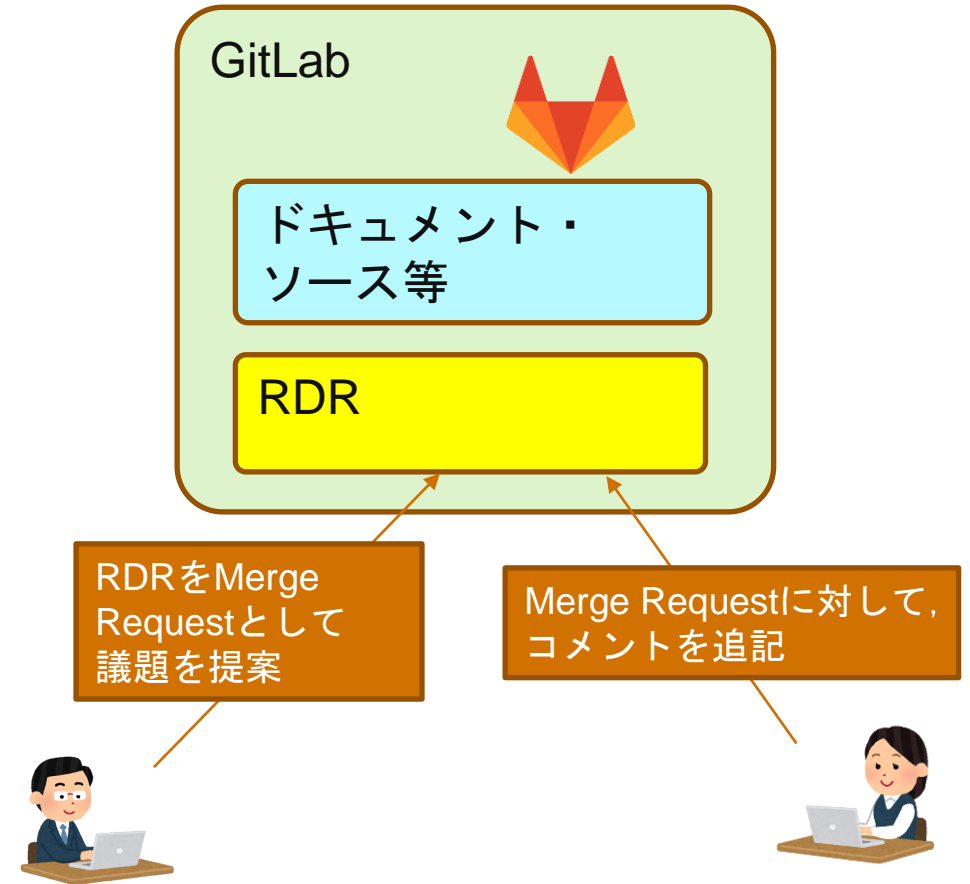 GitLab
ドキュメント・
ソース等
RDR
RDRをMerge
Requestとして
議題を提案
Merge Requestに対して,
コメントを追記